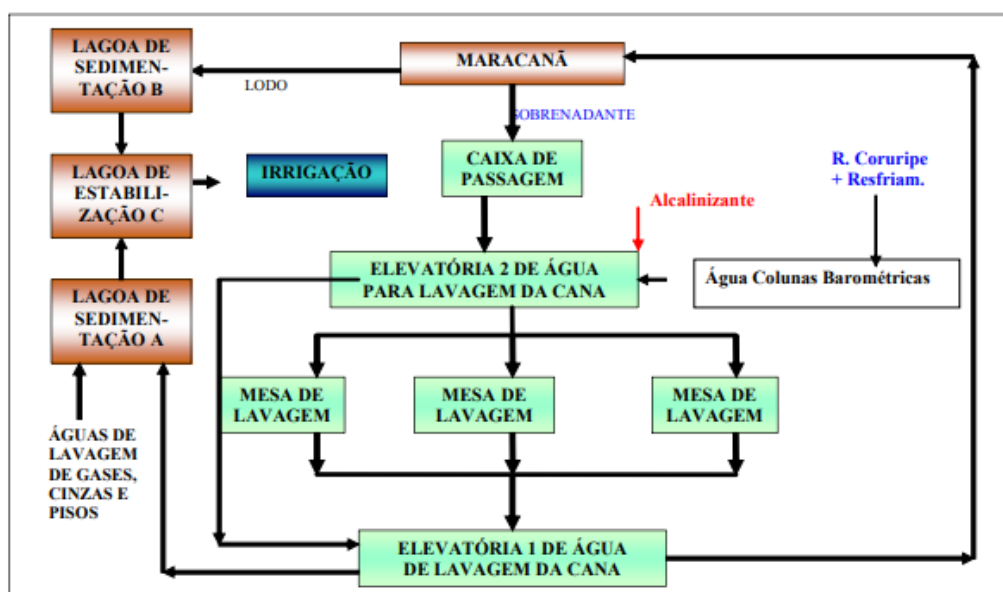 LAGOA DE
SEDIMEN-
TAÇÃO B
LODO
MARACANÃ
SOBRENADANTE
CAIXA DE
PASSAGEM
LAGOA DE
ESTABILI-
ZAÇÃO C
IRRIGAÇÃO
R. Coruripe
+ Resfriam.
Alcalinizante
ELEVATÓRIA 2 DE ÁGUA
PARA LAVAGEM DA CANA
Água Colunas Barométricas
LAGOA DE
SEDIMEN-
TAÇÃO A
MESA DE
LAVAGEM
MESA DE
LAVAGEM
MESA DE
LAVAGEM
ÁGUAS DE
LAVAGEM
DE GASES,
CINZAS E
PISOS
ELEVATÓRIA 1 DE ÁGUA
DE LAVAGEM DA CANA